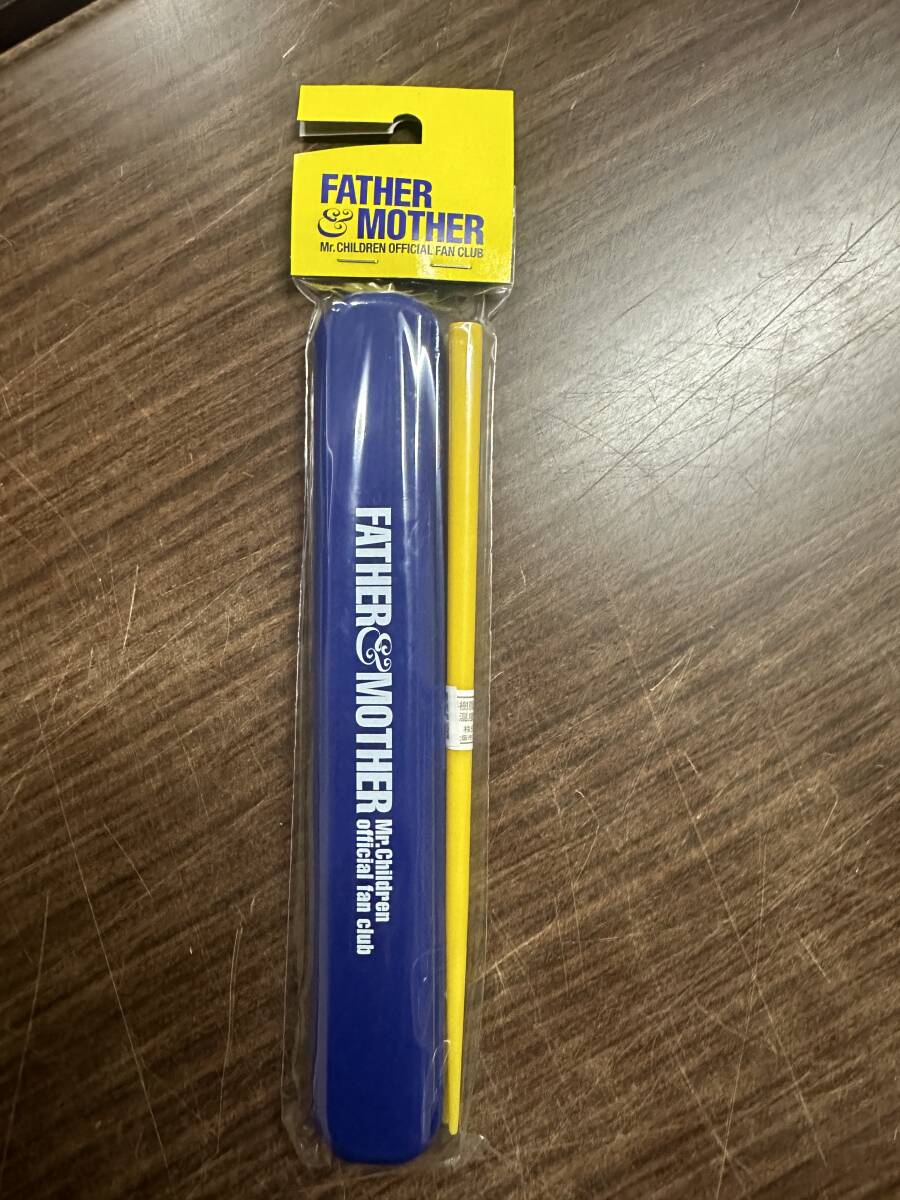 FATHER
& MOTHER
Mr.CHILDREN OFFICIAL FAN CLUB
FATHER&MOTHER
Mr.Children
official fan club